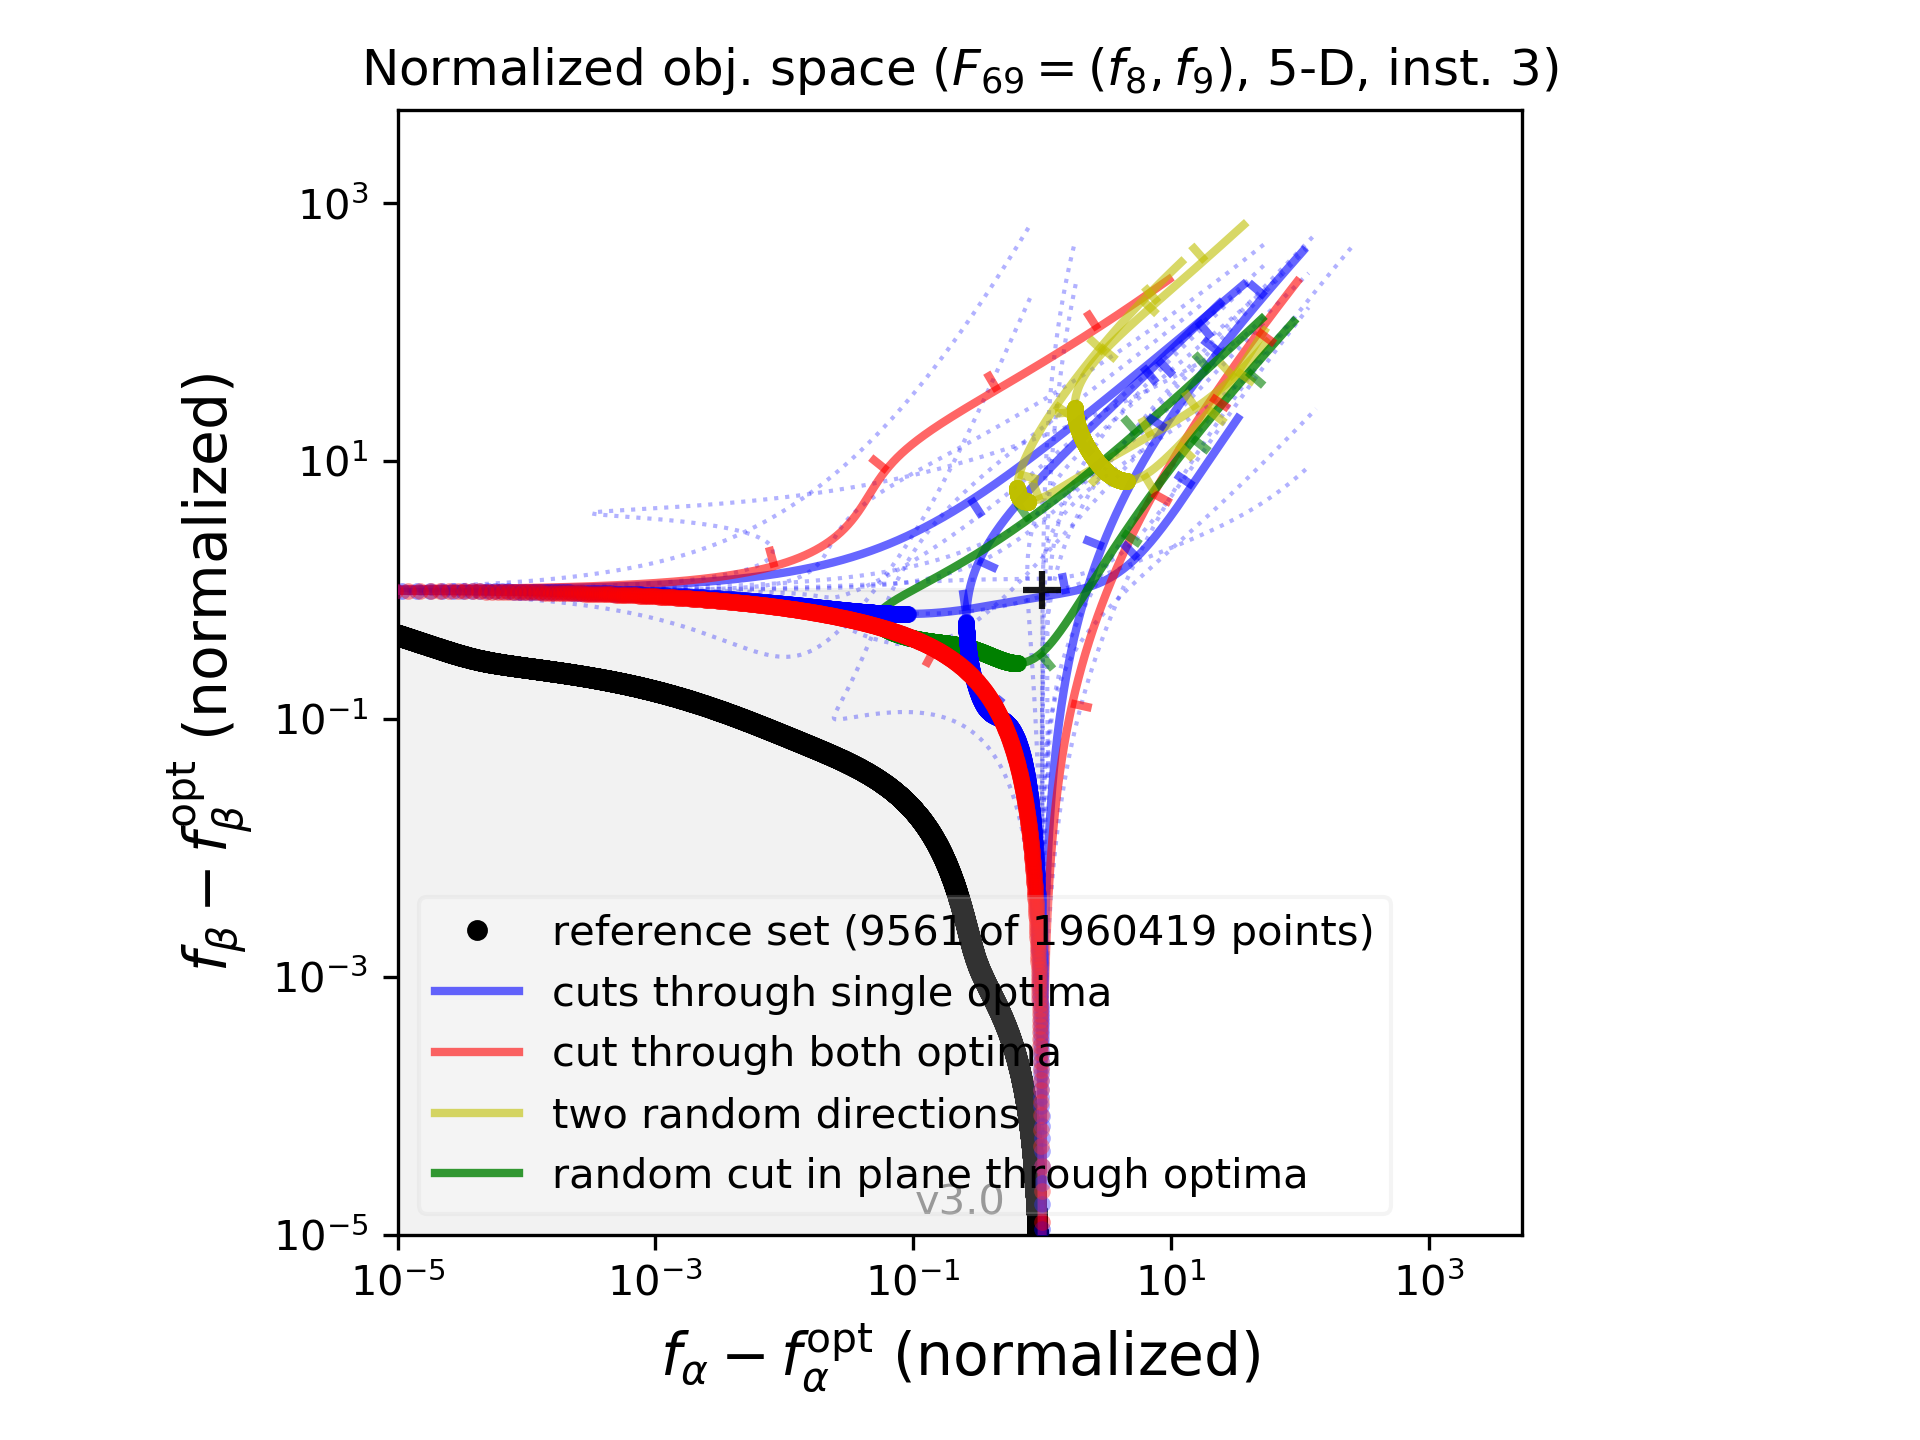 Normalized obj. space (F₆₉ = (f₈, f₉), 5-D, inst. 3)
f_β − f_β^opt (normalized)
10³
10¹
10⁻¹
10⁻³
10⁻⁵
reference set (9561 of 1960419 points)
cuts through single optima
cut through both optima
two random directions
random cut in plane through optima
v3.0
10⁻⁵ 10⁻³ 10⁻¹ 10¹ 10³
f_α − f_α^opt (normalized)